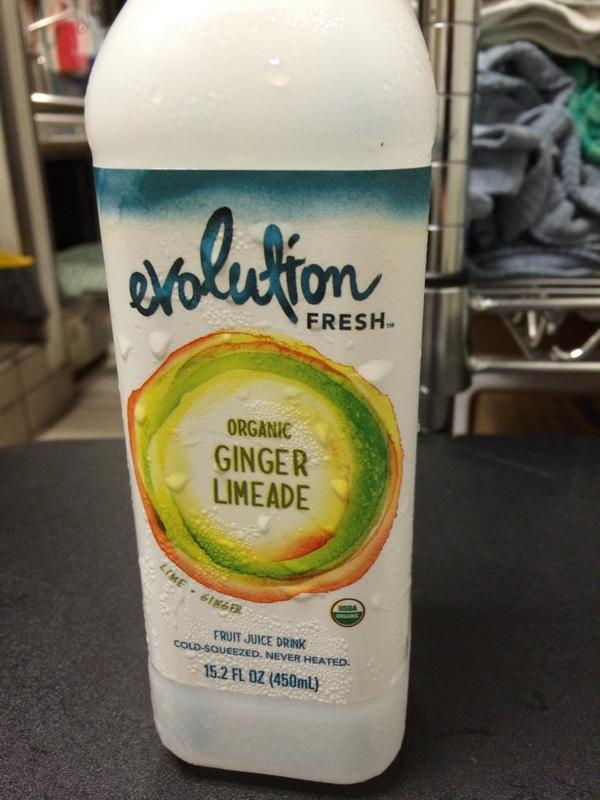 evolution
FRESH™
ORGANIC
GINGER
LIMEADE
LIME • GINGER
USDA
ORGANIC
FRUIT JUICE DRINK
COLD-SQUEEZED. NEVER HEATED.
15.2 FL OZ (450mL)